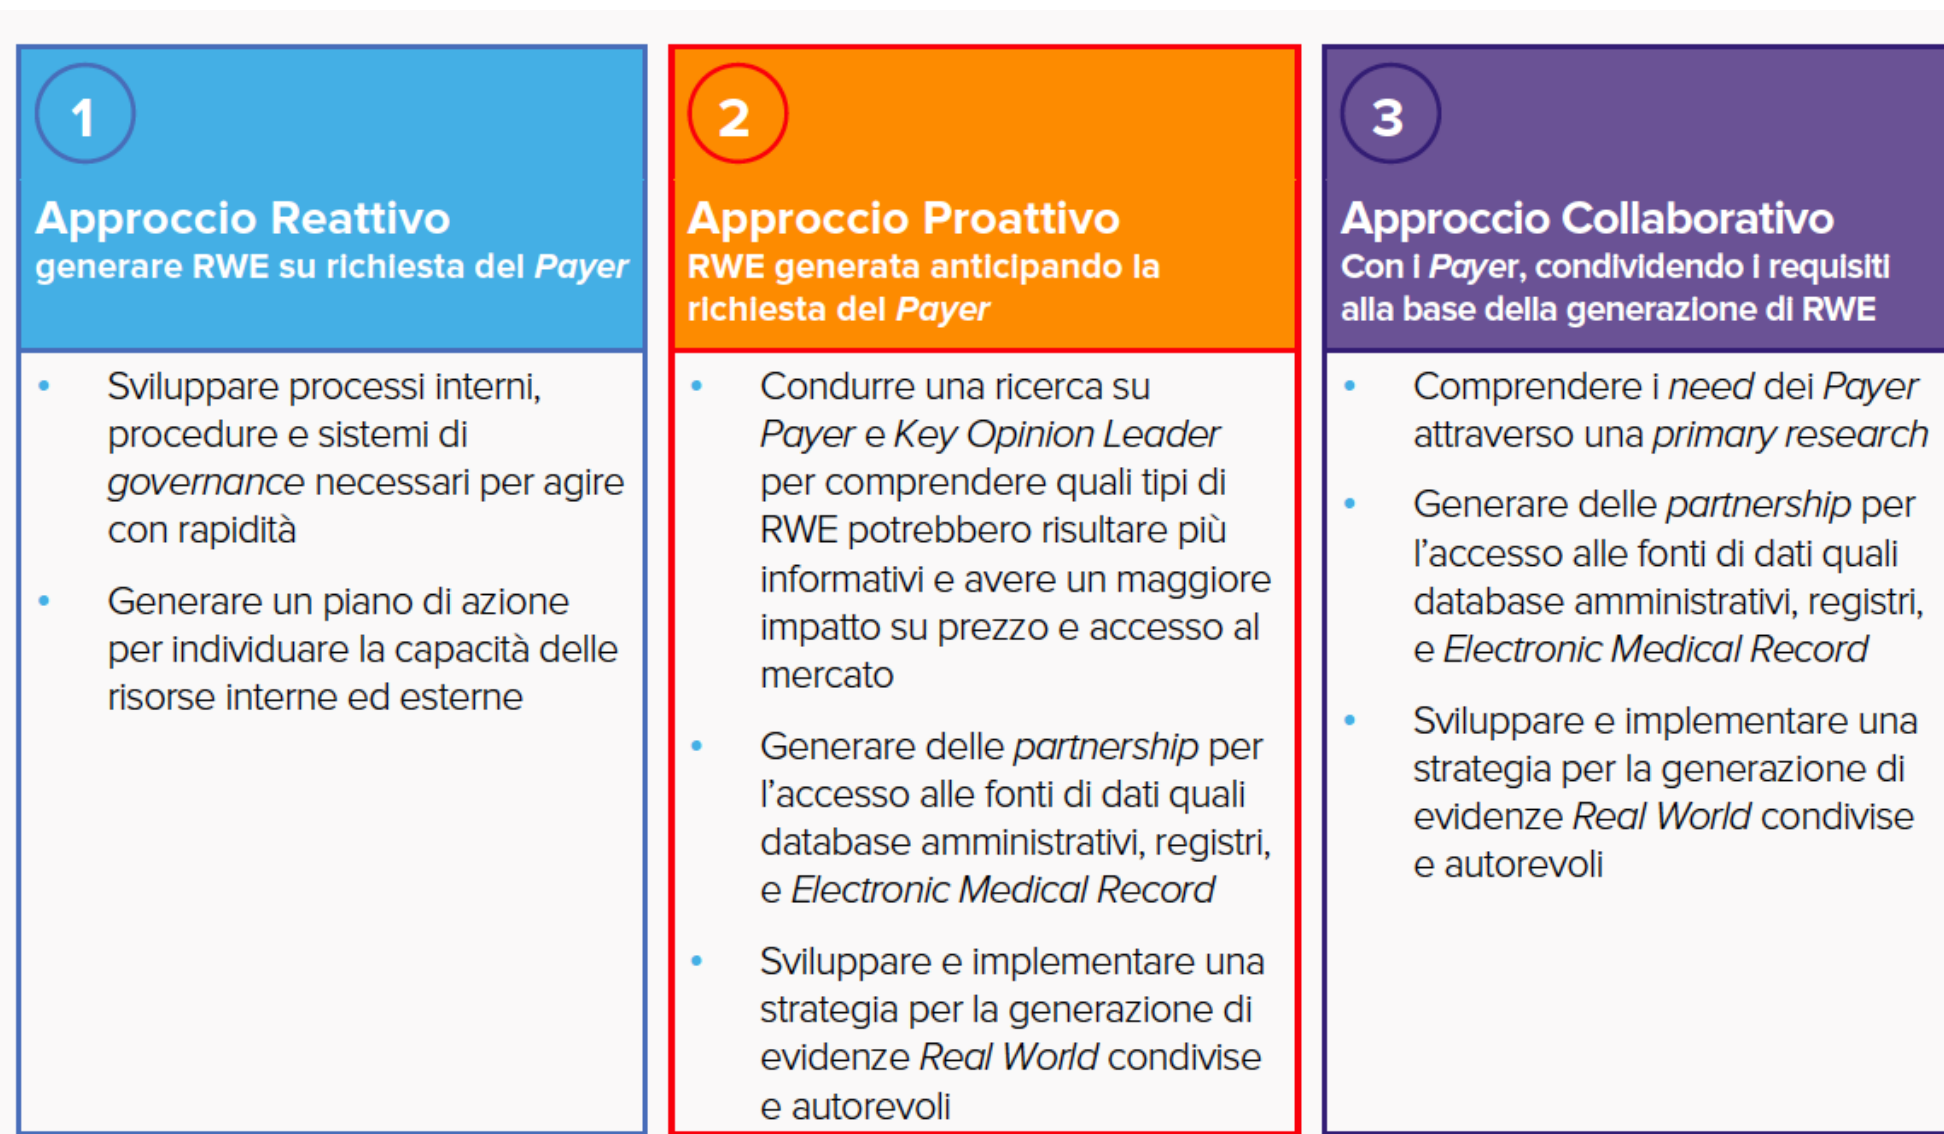 1
Approccio Reattivo
generare RWE su richiesta del Payer
• Sviluppare processi interni,
procedure e sistemi di
governance necessari per agire
con rapidità
• Generare un piano di azione
per individuare la capacità delle
risorse interne ed esterne
2
Approccio Proattivo
RWE generata anticipando la
richiesta del Payer
• Condurre una ricerca su
Payer e Key Opinion Leader
per comprendere quali tipi di
RWE potrebbero risultare più
informativi e avere un maggiore
impatto su prezzo e accesso al
mercato
• Generare delle partnership per
l'accesso alle fonti di dati quali
database amministrativi, registri,
e Electronic Medical Record
• Sviluppare e implementare una
strategia per la generazione di
evidenze Real World condivise
e autorevoli
3
Approccio Collaborativo
Con i Payer, condividendo i requisiti
alla base della generazione di RWE
• Comprendere i need dei Payer
attraverso una primary research
• Generare delle partnership per
l'accesso alle fonti di dati quali
database amministrativi, registri,
e Electronic Medical Record
• Sviluppare e implementare una
strategia per la generazione di
evidenze Real World condivise
e autorevoli